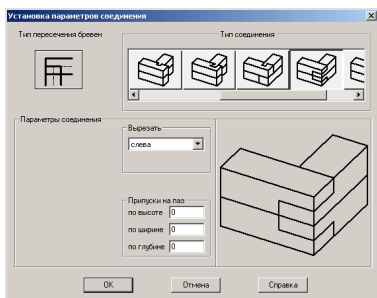 Установка параметров соединения
Тип пересечения бревен
Тип соединения
Параметры соединения
Вырезать
слева
Припуски на паз
по высоте 0
по ширине 0
по глубине 0
OK
Отмена
Справка